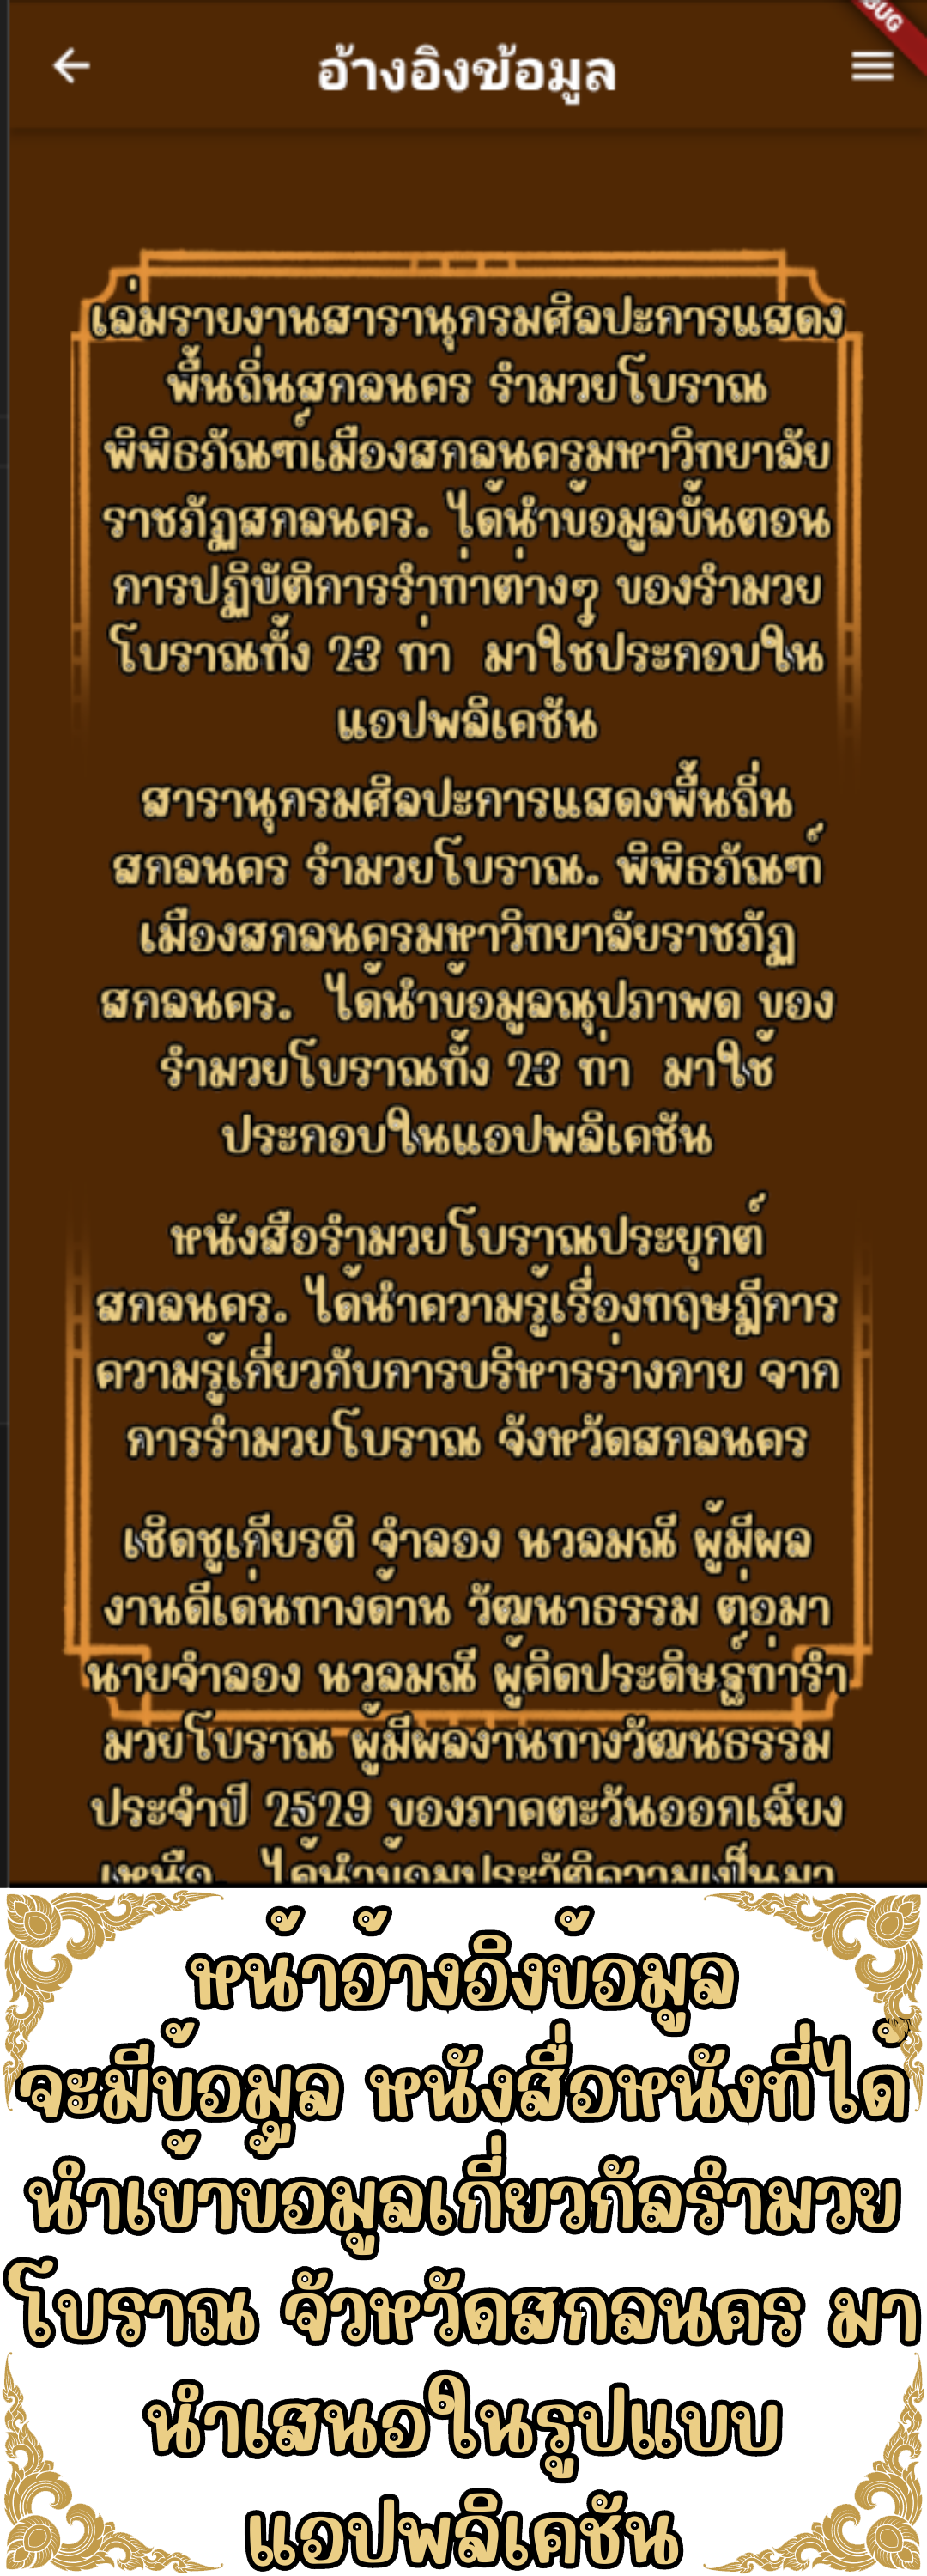 BUG
อ้างอิงข้อมูล
เล่มรายงานสารานุกรมศิลปะการแสดง
พื้นถิ่นสกลนคร รำมวยโบราณ
พิพิธภัณฑ์เมืองสกลนครมหาวิทยาลัย
ราชภัฏสกลนคร. ได้นำข้อมูลขั้นตอน
การปฏิบัติการรำท่าต่างๆ ของรำมวย
โบราณทั้ง 23 ท่า มาใช้ประกอบใน
แอปพลิเคชัน
สารานุกรมศิลปะการแสดงพื้นถิ่น
สกลนคร รำมวยโบราณ. พิพิธภัณฑ์
เมืองสกลนครมหาวิทยาลัยราชภัฏ
สกลนคร. ได้นำข้อมูลณุปภาพด ของ
รำมวยโบราณทั้ง 23 ท่า มาใช้
ประกอบในแอปพลิเคชัน
หนังสือรำมวยโบราณประยุกต์
สกลนคร. ได้นำความรู้เรื่องทฤษฎีการ
ความรู้เกี่ยวกับการบริหารร่างกาย จาก
การรำมวยโบราณ จังหวัดสกลนคร
เชิดชูเกียรติ จำลอง นวลมณี ผู้มีผล
งานดีเด่นทางด้าน วัฒนาธรรม ต่อมา
นายจำลอง นวลมณี ผู้คิดประดิษฐ์ท่ารำ
มวยโบราณ ผู้มีผลงานทางวัฒนธรรม
ประจำปี 2529 ของภาคตะวันออกเฉียง
เหนือ. ได้นำข้อมูประวัติความเป็นมา
หน้าอ้างอิงข้อมูล
จะมีข้อมูล หนังสื่อหนังที่ได้
นำเข้าข้อมูลเกี่ยวกัลรำมวย
โบราณ จัวหวัดสกลนคร มา
นำเสนอในรูปแบบ
แอปพลิเคชัน